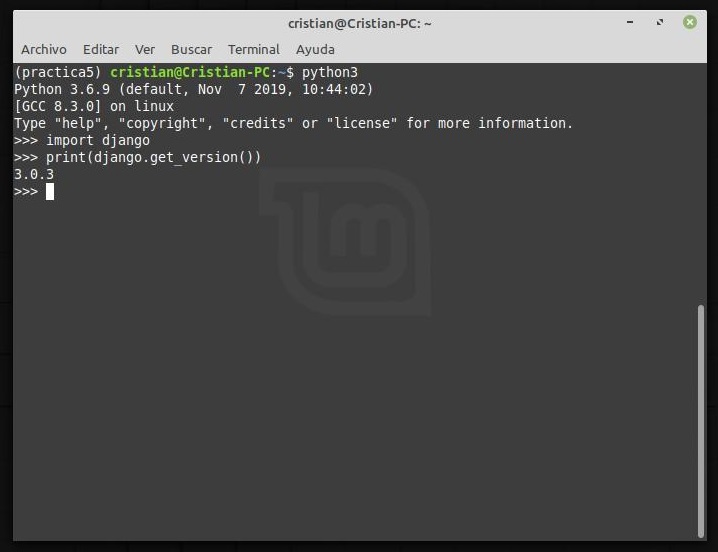 cristian@Cristian-PC: ~
Archivo Editar Ver Buscar Terminal Ayuda
(practica5) cristian@Cristian-PC:~$ python3
Python 3.6.9 (default, Nov  7 2019, 10:44:02)
[GCC 8.3.0] on linux
Type "help", "copyright", "credits" or "license" for more information.
>>> import django
>>> print(django.get_version())
3.0.3
>>>